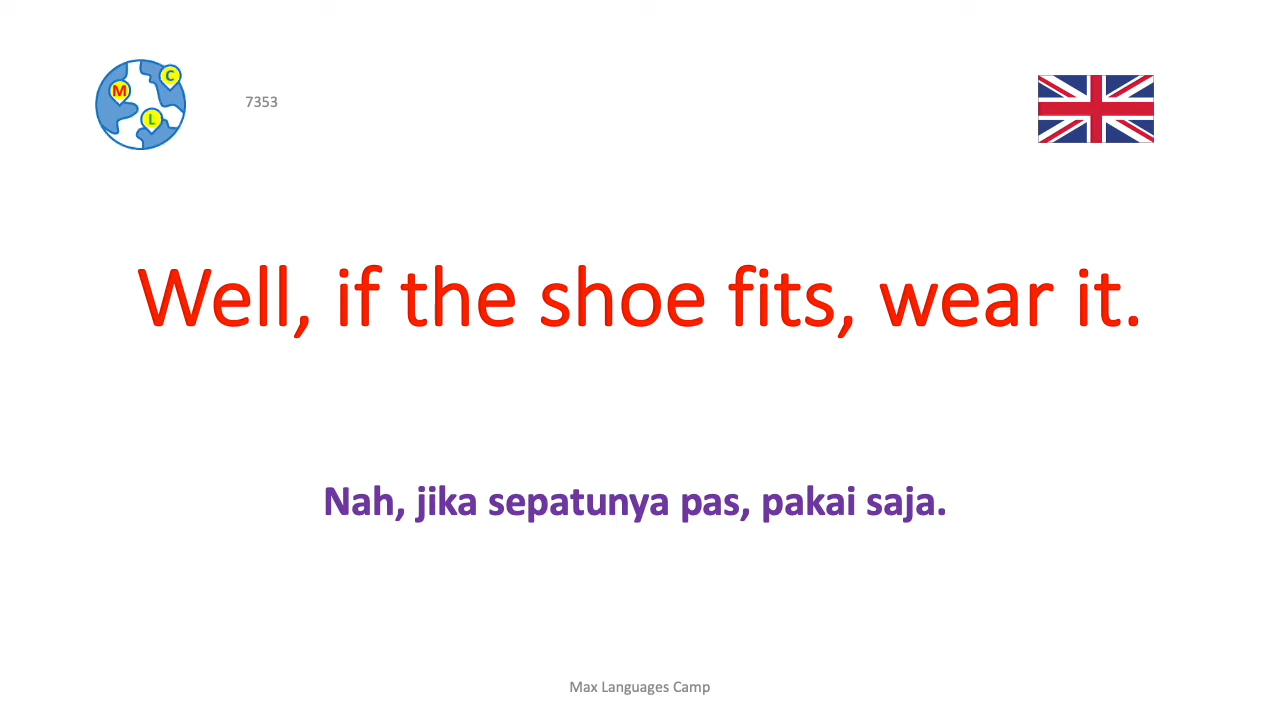 C
M
L
7353
Well, if the shoe fits, wear it.
Nah, jika sepatunya pas, pakai saja.
Max Languages Camp